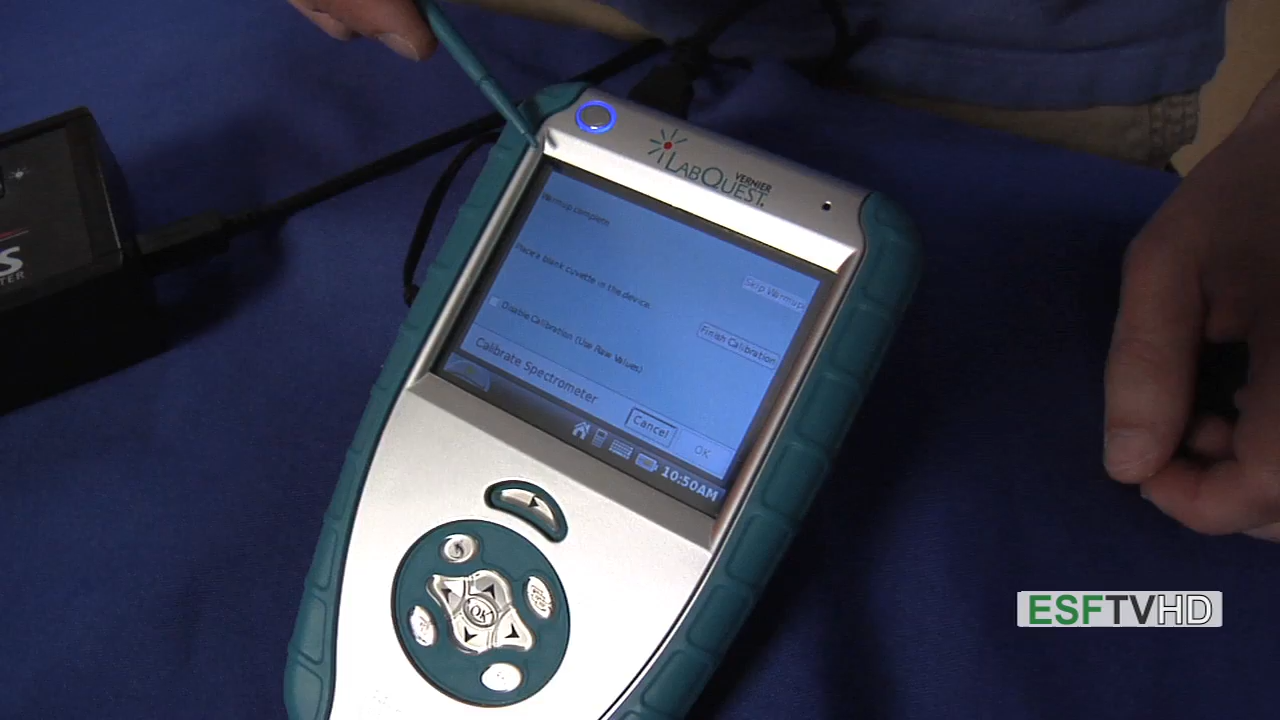 VERNIER
LABQUEST
Warmup complete
Skip Warmup
Place a blank cuvette in the device.
Finish Calibration
Disable Calibration (Use Raw Values)
Calibrate Spectrometer
Cancel
OK
10:50AM
OK
ESFTVHD